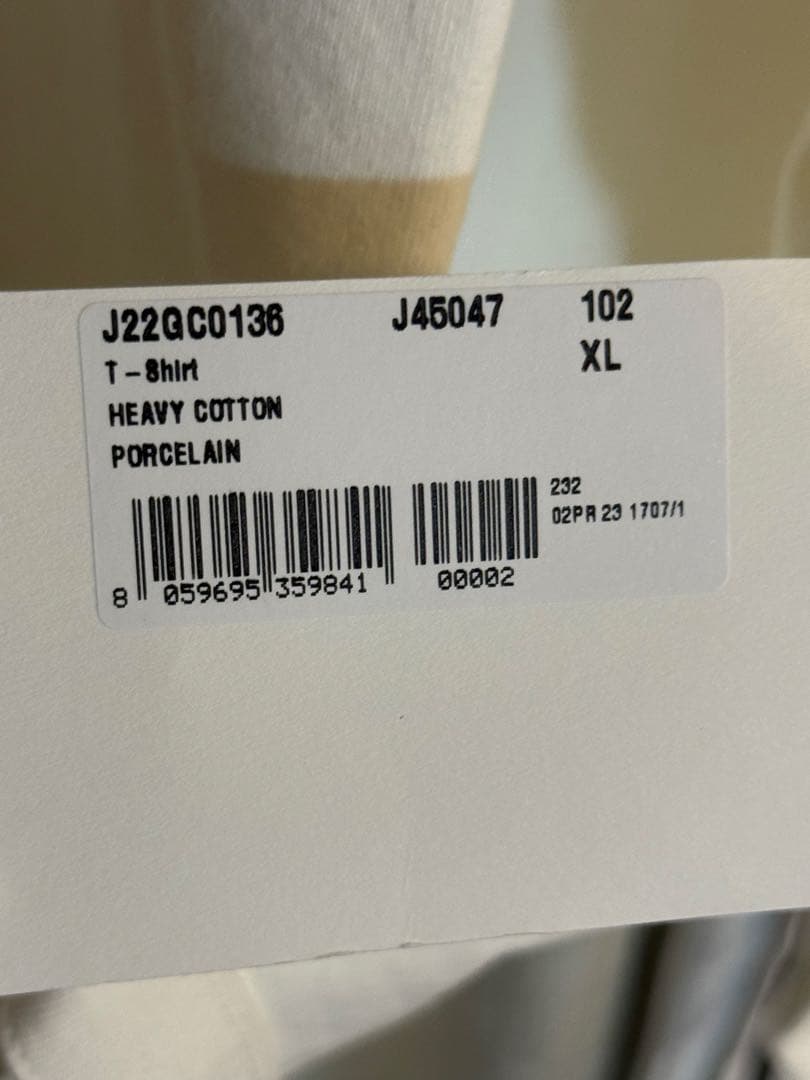 J22GC0136 J45047 102
T-Shirt XL
HEAVY COTTON
PORCELAIN
232
02PR 23 1707/1
8 059695 359841 00002